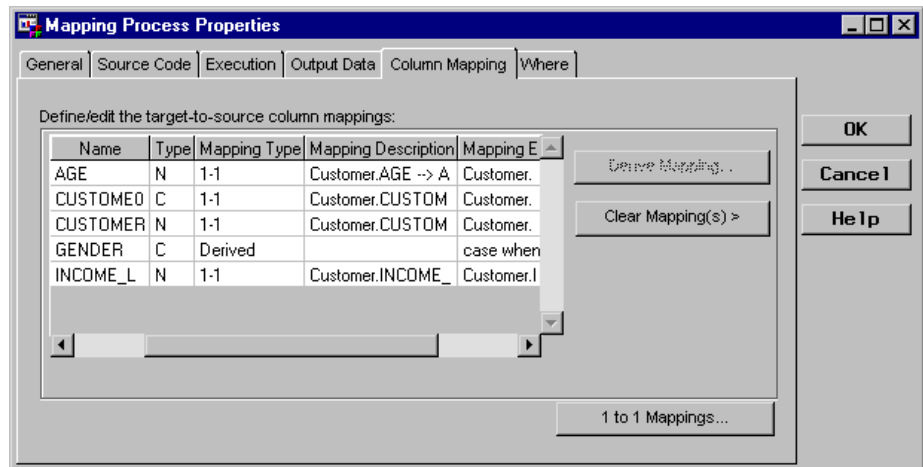 Mapping Process Properties
General Source Code Execution Output Data Column Mapping Where
Define/edit the target-to-source column mappings:
Name Type Mapping Type Mapping Description Mapping E
AGE N 1-1 Customer.AGE --> A Customer.
CUSTOME0 C 1-1 Customer.CUSTOM Customer.
CUSTOMER N 1-1 Customer.CUSTOM Customer.
GENDER C Derived case when
INCOME_L N 1-1 Customer.INCOME_ Customer.I
Derive Mapping...
Clear Mapping(s) >
1 to 1 Mappings...
OK
Cancel
Help